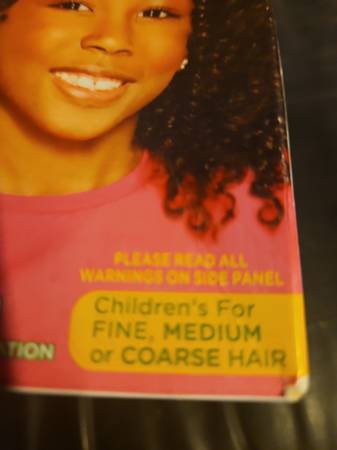 PLEASE READ ALL
WARNINGS ON SIDE PANEL
Children's For
FINE, MEDIUM
or COARSE HAIR